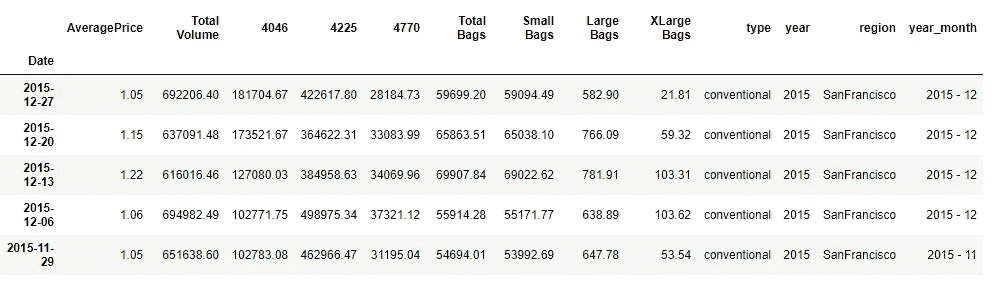 AveragePrice Total Volume 4046 4225 4770 Total Bags Small Bags Large Bags XLarge Bags type year region year_month
Date
2015-12-27 1.05 692206.40 181704.67 422617.80 28184.73 59699.20 59094.49 582.90 21.81 conventional 2015 SanFrancisco 2015 - 12
2015-12-20 1.15 637091.48 173521.67 364622.31 33083.99 65863.51 65038.10 766.09 59.32 conventional 2015 SanFrancisco 2015 - 12
2015-12-13 1.22 616016.46 127080.03 384958.63 34069.96 69907.84 69022.62 781.91 103.31 conventional 2015 SanFrancisco 2015 - 12
2015-12-06 1.06 694982.49 102771.75 498975.34 37321.12 55914.28 55171.77 638.89 103.62 conventional 2015 SanFrancisco 2015 - 12
2015-11-29 1.05 651638.60 102783.08 462966.47 31195.04 54694.01 53992.69 647.78 53.54 conventional 2015 SanFrancisco 2015 - 11